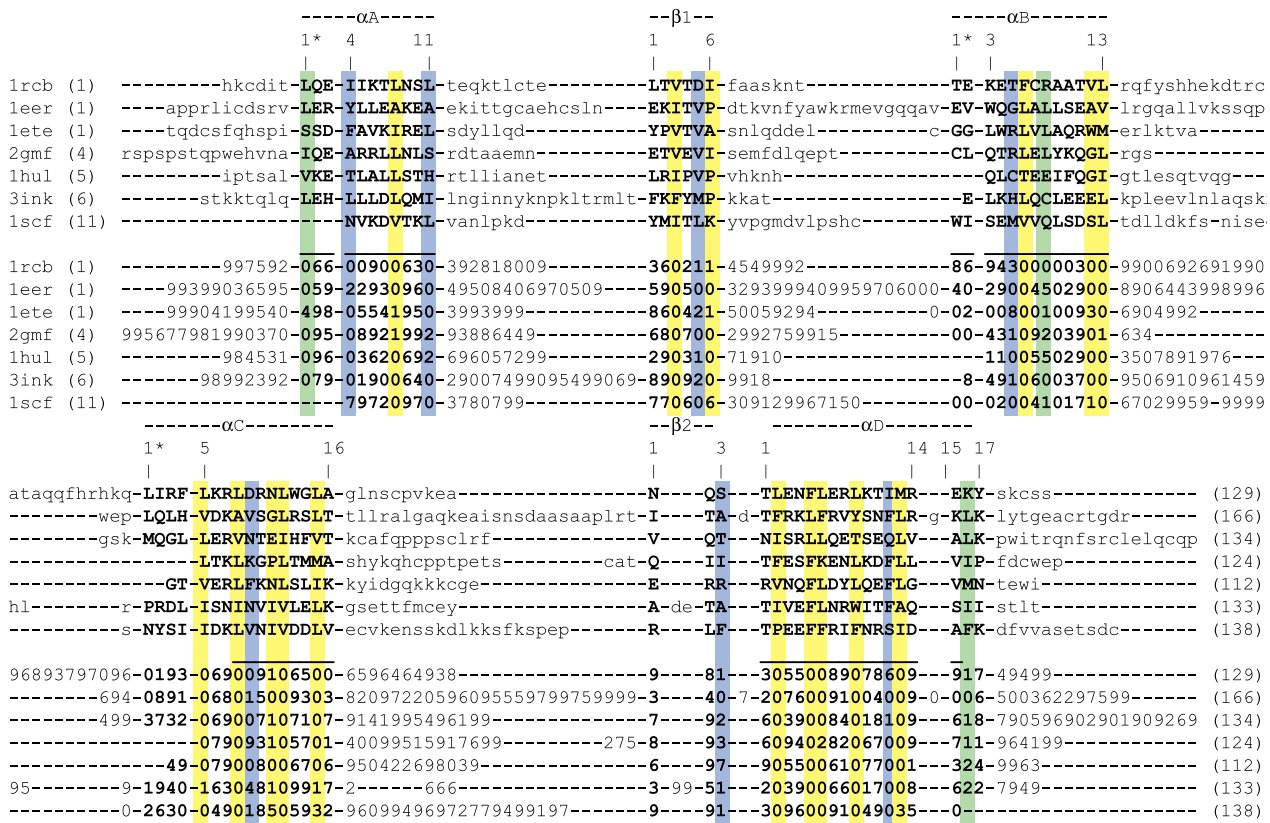 ------αA------ --β1-- ------αB------
1* 4 11 1 6 1* 3 13
1rcb (1) ---------hkcdit-LQE-IIKTLNSL-teqktlcte--------------LTVTDI-faasknt---------------TE-KETFCRAATVL-rqfyshhekdtrc
1eer (1) ----apprlicdsrv-LERYLLEAKEA-ekittgcaehcsln---------EKITVP-dtkvnfyawkrmevgqqav-EV-WQGLALLSEAV-lrgqallvkssqp
1ete (1) ----tqdcsfqhspi-SSD-FAVKIREL-sdyllqd----------------YPVTVA-snlqddel------------c-GG-LWRLVLAQRWM-erlktva------
2gmf (4) rspspstqpwehvna-IQE-ARRLLNLS-rdtaaemn---------------ETVEVI-semfdlqept-----------CL-QTRLELYKQGL-rgs----------
1hul (5) ---------iptsal-VKE-TLALLSTH-rtllianet--------------LRIPVP-vhknh------------------QLCTEEIFQGI-gtlesqtvqg---
3ink (6) -------stkktqlq-LEH-LLLDLQMI-lnginnyknpkltrmlt-FKFYMP-kkat-------------------E-LKHLQCLEEEL-kpleevlnlaqsk
1scf (11) ------------------NVKDVTKL-vanlpkd----------------YMITLK-yvpgmdvlpshc---------WI-SEMVVQLSDSL-tdlldkfs-nise
1rcb (1) ---------997592-066-00900630-392818009--------------360211-4549992---------------86-94300000300-9900692691990
1eer (1) ----99399036595-059-22930960-49508406970509---------590500-3293999409959706000-40-29004502900-8906443998996
1ete (1) ----99904199540-498-05541950-3993999----------------860421-50059294------------0-02-00800100930-6904992------
2gmf (4) 995677981990370-095-08921992-93886449---------------680700-2992759915-----------00-43109203901-634----------
1hul (5) ---------984531-096-03620692-696057299--------------290310-71910------------------11005502900-3507891976---
3ink (6) -------98992392-079-01900640-29007499095499069-890920-9918-------------------8-49106003700-9506910961459
1scf (11) ------------------79720970-3780799----------------770606-309129967150---------00-02004101710-67029959-9999
------αC------ --β2-- ------αD------
1* 5 16 1 3 1 14 15 17
ataqqfhrhkq-LIRF-LKRLDRNLWGLA-glnscpvkea----------------N----QS---TLENFLERLKTIMR---EKY-skcss--------------- (129)
--------wep-LQLH-VDKAVSGLRSLT-tllralgaqkeaisnsdaasaaplrt-I----TA-d-TFRKLFRVYSNFLR-g-KLK-lytgeacrtgdr-------- (166)
--------gsk-MQGL-LERVNTEIHFVT-kcafqpppsclrf-------------V----QT---NISRLLQETSEQLV---ALK-pwitrqnfsrclelqcqp--- (134)
-----------------LTKLKGPLTMMA-shykqhcpptpets------cat-Q----II---TFESFKENLKDFLL---VIP-fdcwep-------------- (124)
--------------GT-VERLFKNLSLIK-kyidgqkkkcge--------------E----RR---RVNQFLDYLQEFLG---VMN-tewi---------------- (112)
hl--------r-PRDL-ISNINVIVLELK-gsettfmcey----------------A-de-TA---TIVEFLNRWITFAQ---SII-stlt---------------- (133)
----------s-NYSI-IDKLVNIVDDLV-ecvkensskdlkksfkspep------R----LF---TPEEFFRIFNRSID---AFK-dfvvasetsdc--------- (138)
96893797096-0193-069009106500-6596464938----------------9----81---30550089078609---917-49499--------------- (129)
--------694-0891-068015009303-82097220596095559799759999-3----40-7-20760091004009-0-006-500362297599-------- (166)
--------499-3732-069007107107-9141995496199-------------7----92---60390084018109---618-790596902901909269--- (134)
-----------------079093105701-40099515917699------275-8----93---60940282067009---711-964199-------------- (124)
--------------49-079008006706-950422698039--------------6----97---90550061077001---324-9963---------------- (112)
95--------9-1940-163048109917-2------666----------------3-99-51---20390066017008---622-7949---------------- (133)
----------0-2630-049018505932-96099496972779499197------9----91---30960091049035---0------------------ (138)